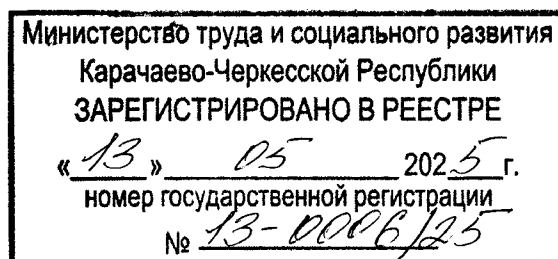 Министерство труда и социального развития
Карачаево-Черкесской Республики
ЗАРЕГИСТРИРОВАНО В РЕЕСТРЕ
«13» 05 2025 г.
номер государственной регистрации
№ 13-0006/25